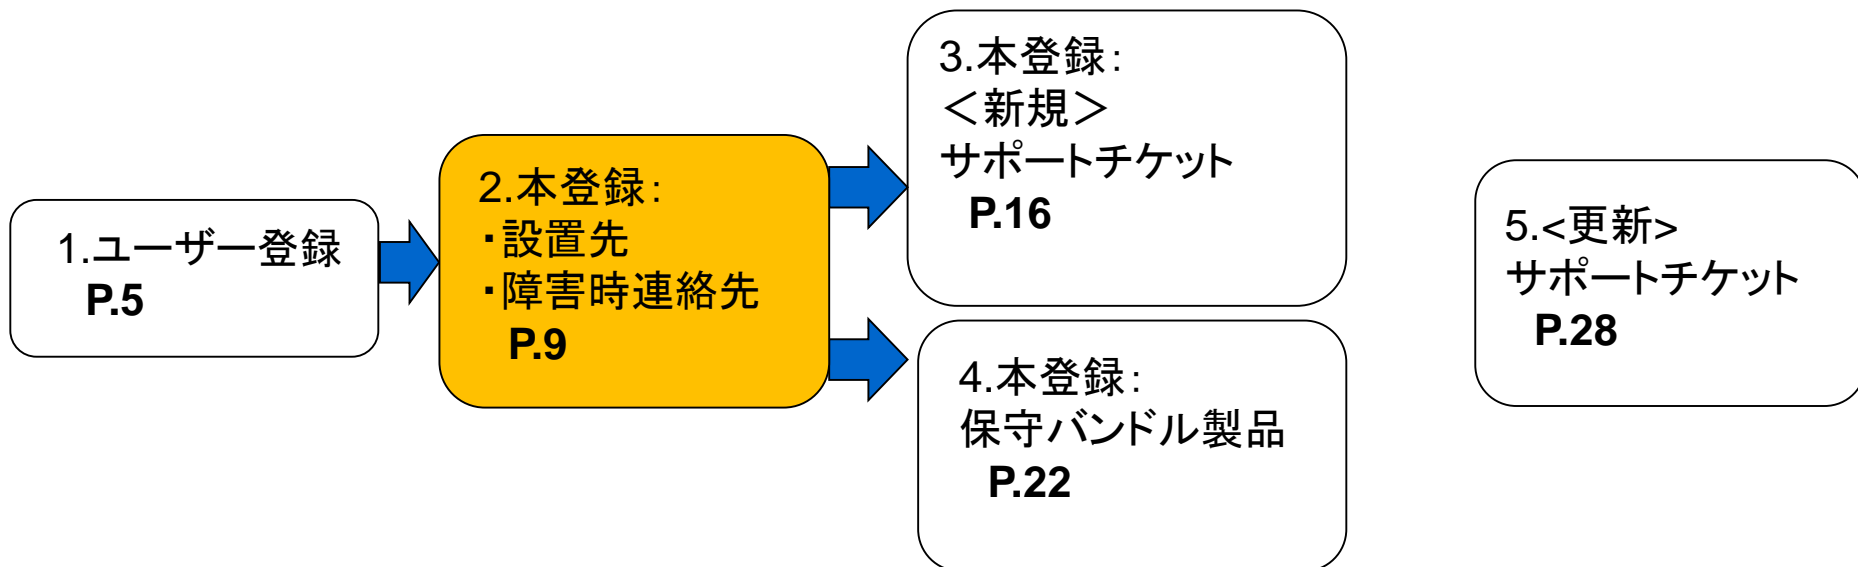 1.ユーザー登録
P.5
2.本登録：
・設置先
・障害時連絡先
P.9
3.本登録：
＜新規＞
サポートチケット
P.16
4.本登録：
保守バンドル製品
P.22
5.<更新>
サポートチケット
P.28